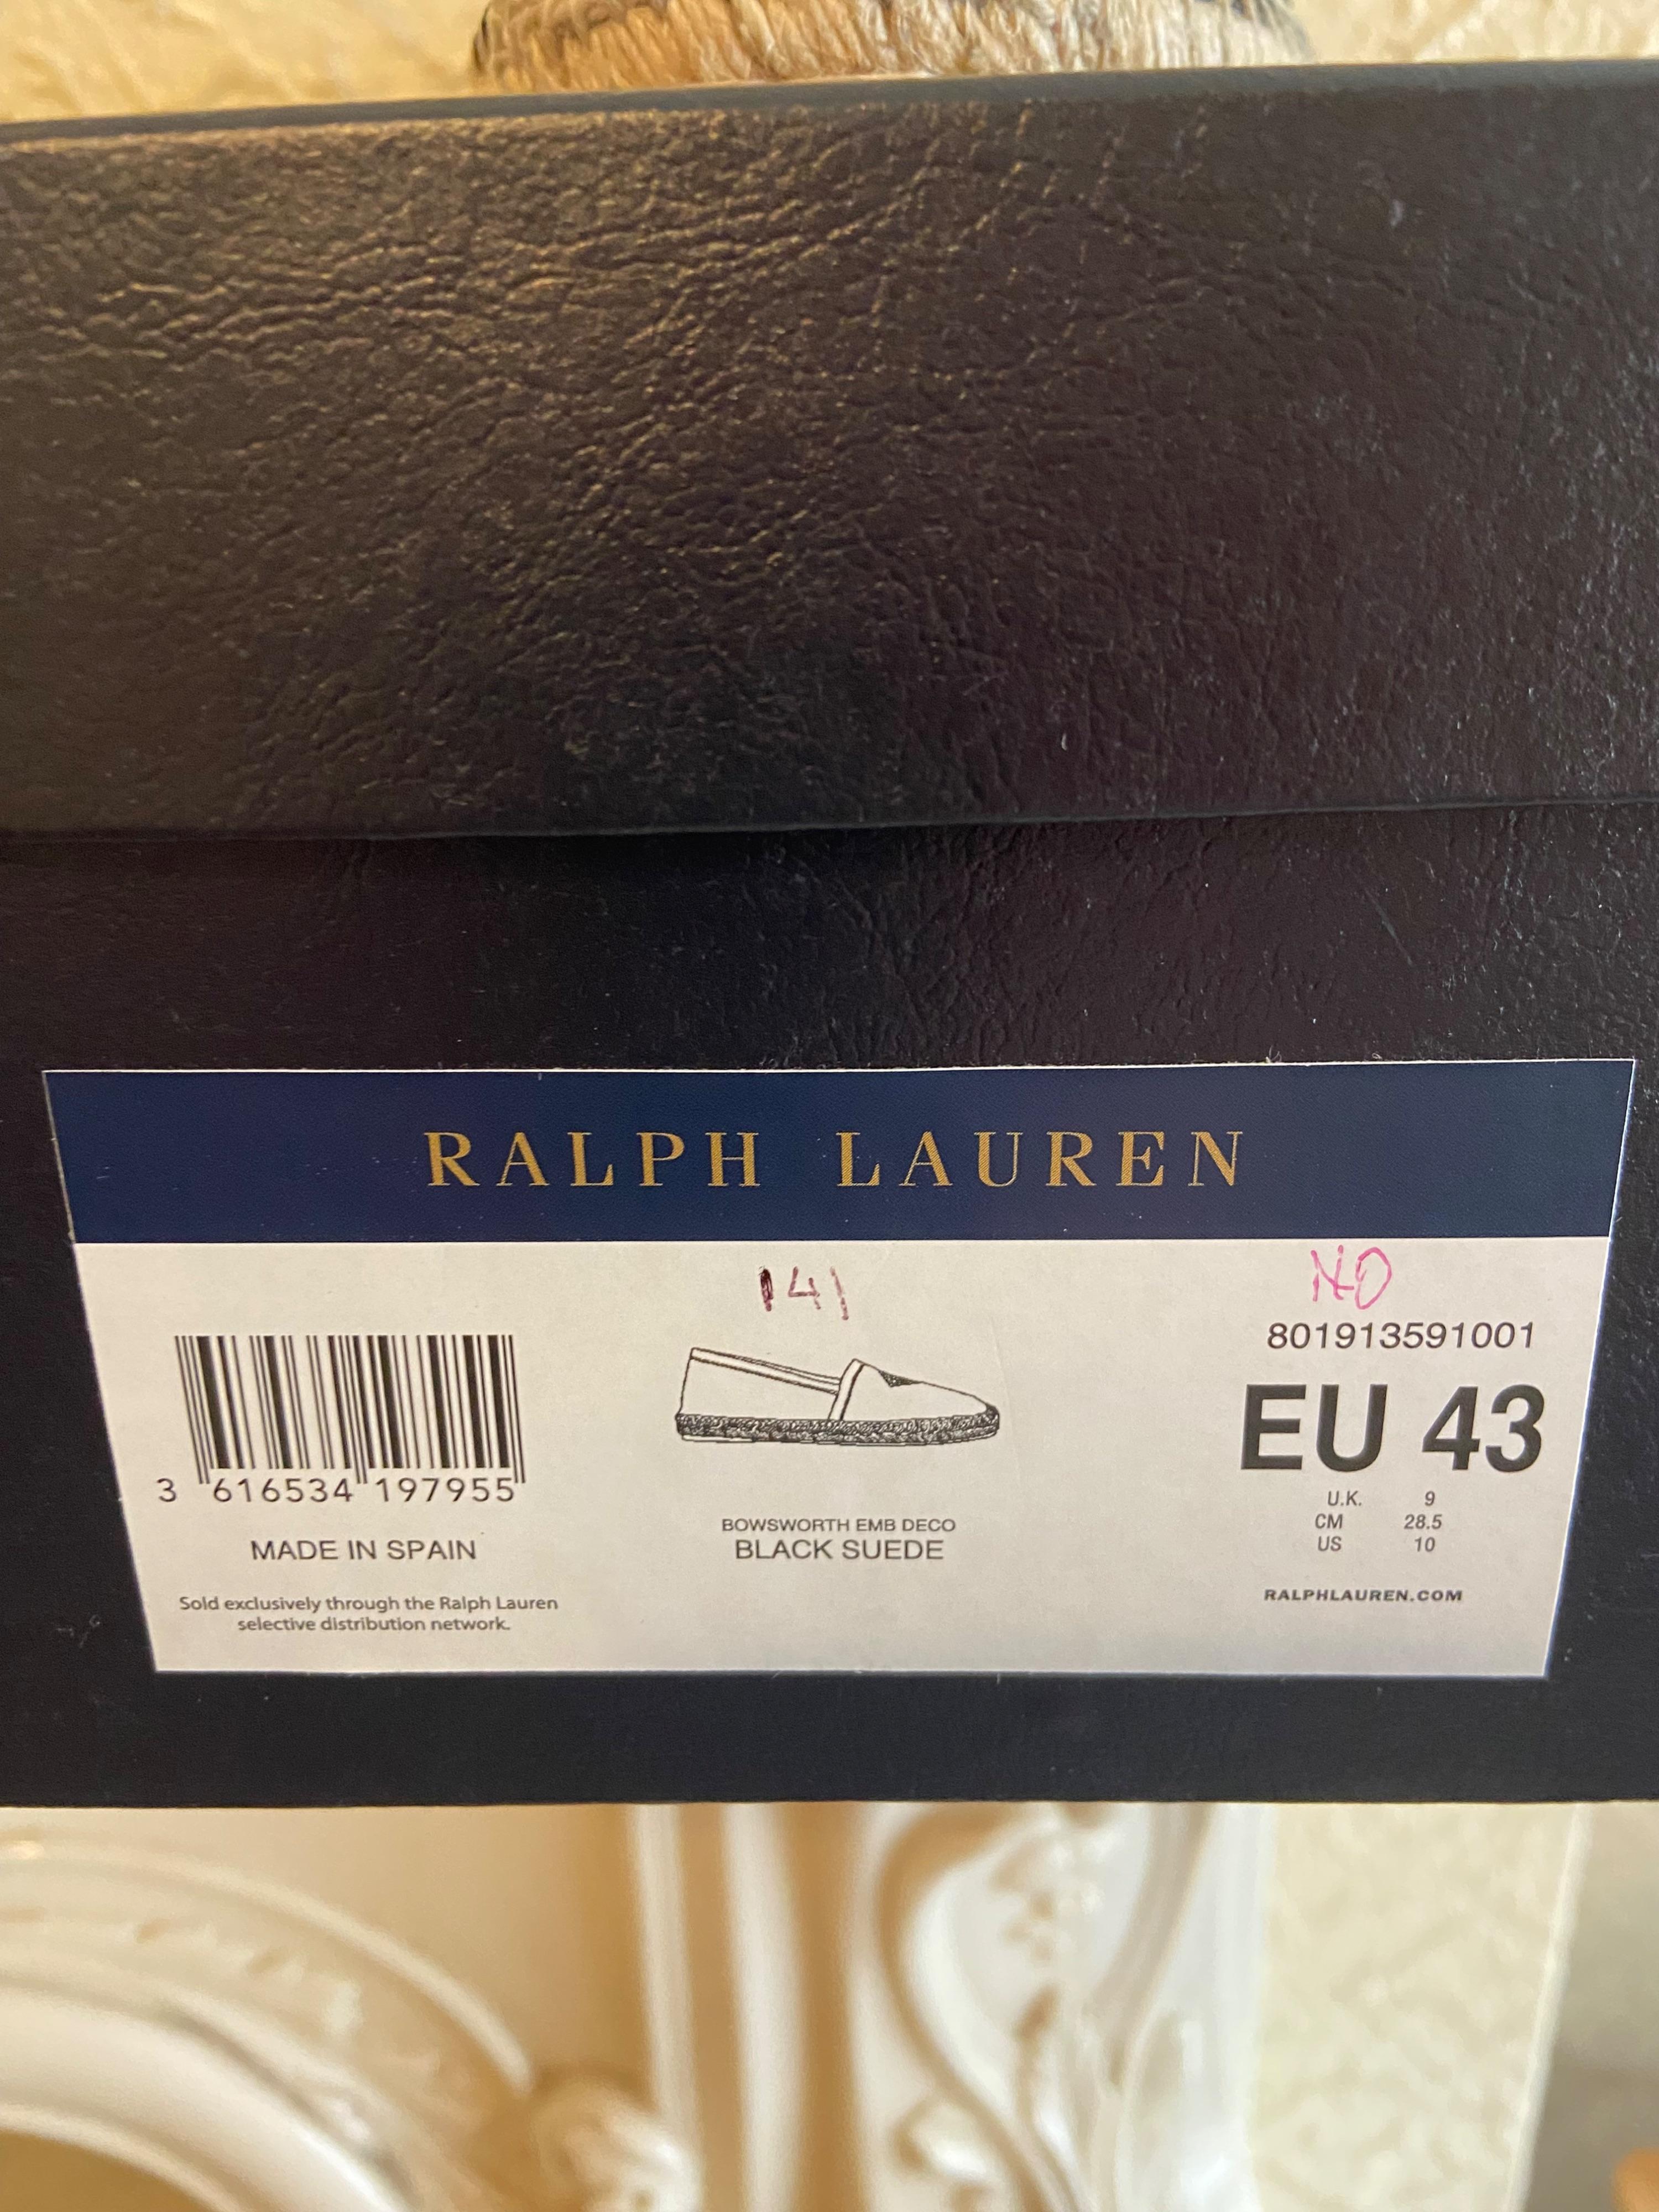 RALPH LAUREN
141
NO
801913591001
EU 43
U.K. 9
CM 28.5
US 10
RALPHLAUREN.COM
3 616534 197955
MADE IN SPAIN
Sold exclusively through the Ralph Lauren
selective distribution network.
BOWSWORTH EMB DECO
BLACK SUEDE